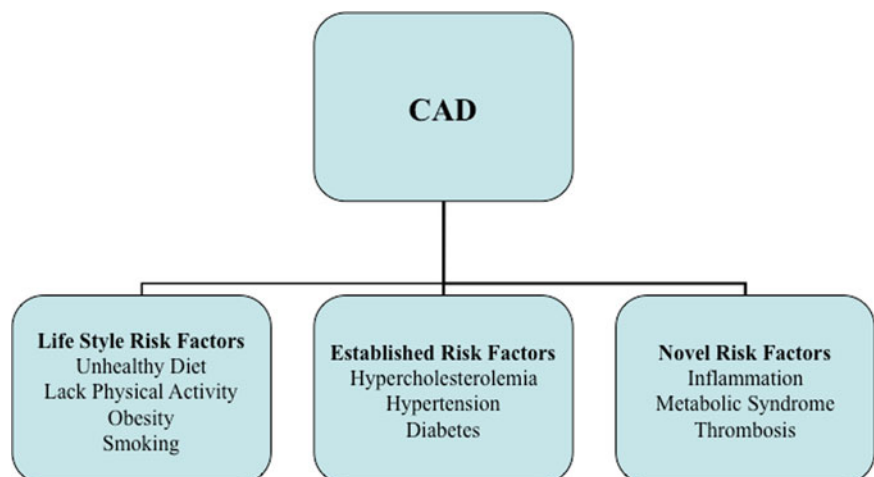 CAD
Life Style Risk Factors
Unhealthy Diet
Lack Physical Activity
Obesity
Smoking
Established Risk Factors
Hypercholesterolemia
Hypertension
Diabetes
Novel Risk Factors
Inflammation
Metabolic Syndrome
Thrombosis